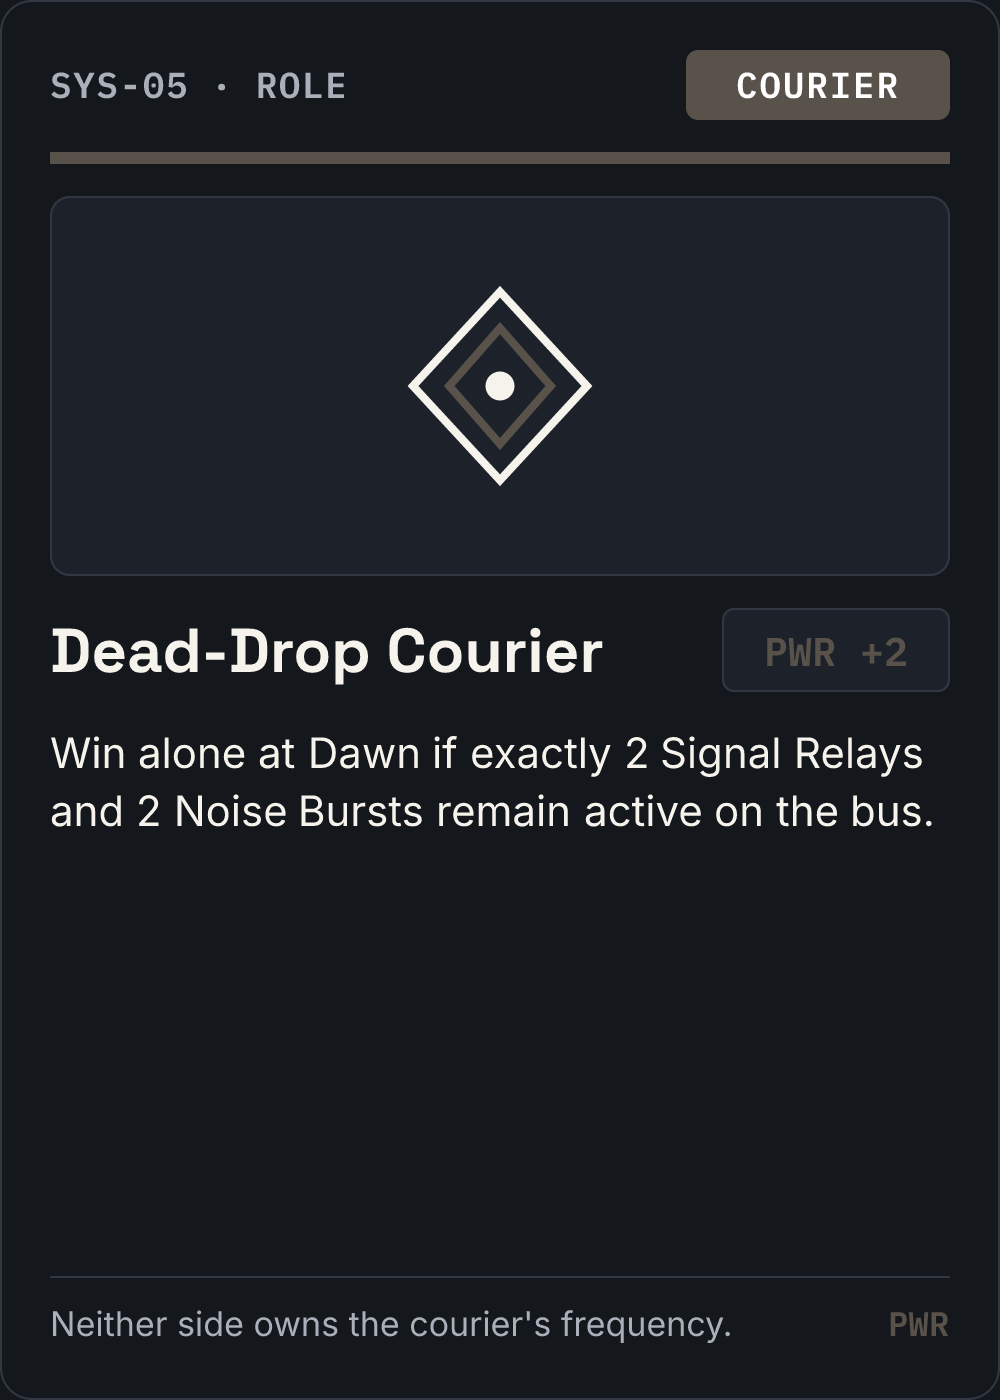 SYS-05 · ROLE
COURIER
Dead-Drop Courier
PWR +2
Win alone at Dawn if exactly 2 Signal Relays
and 2 Noise Bursts remain active on the bus.
Neither side owns the courier's frequency.
PWR